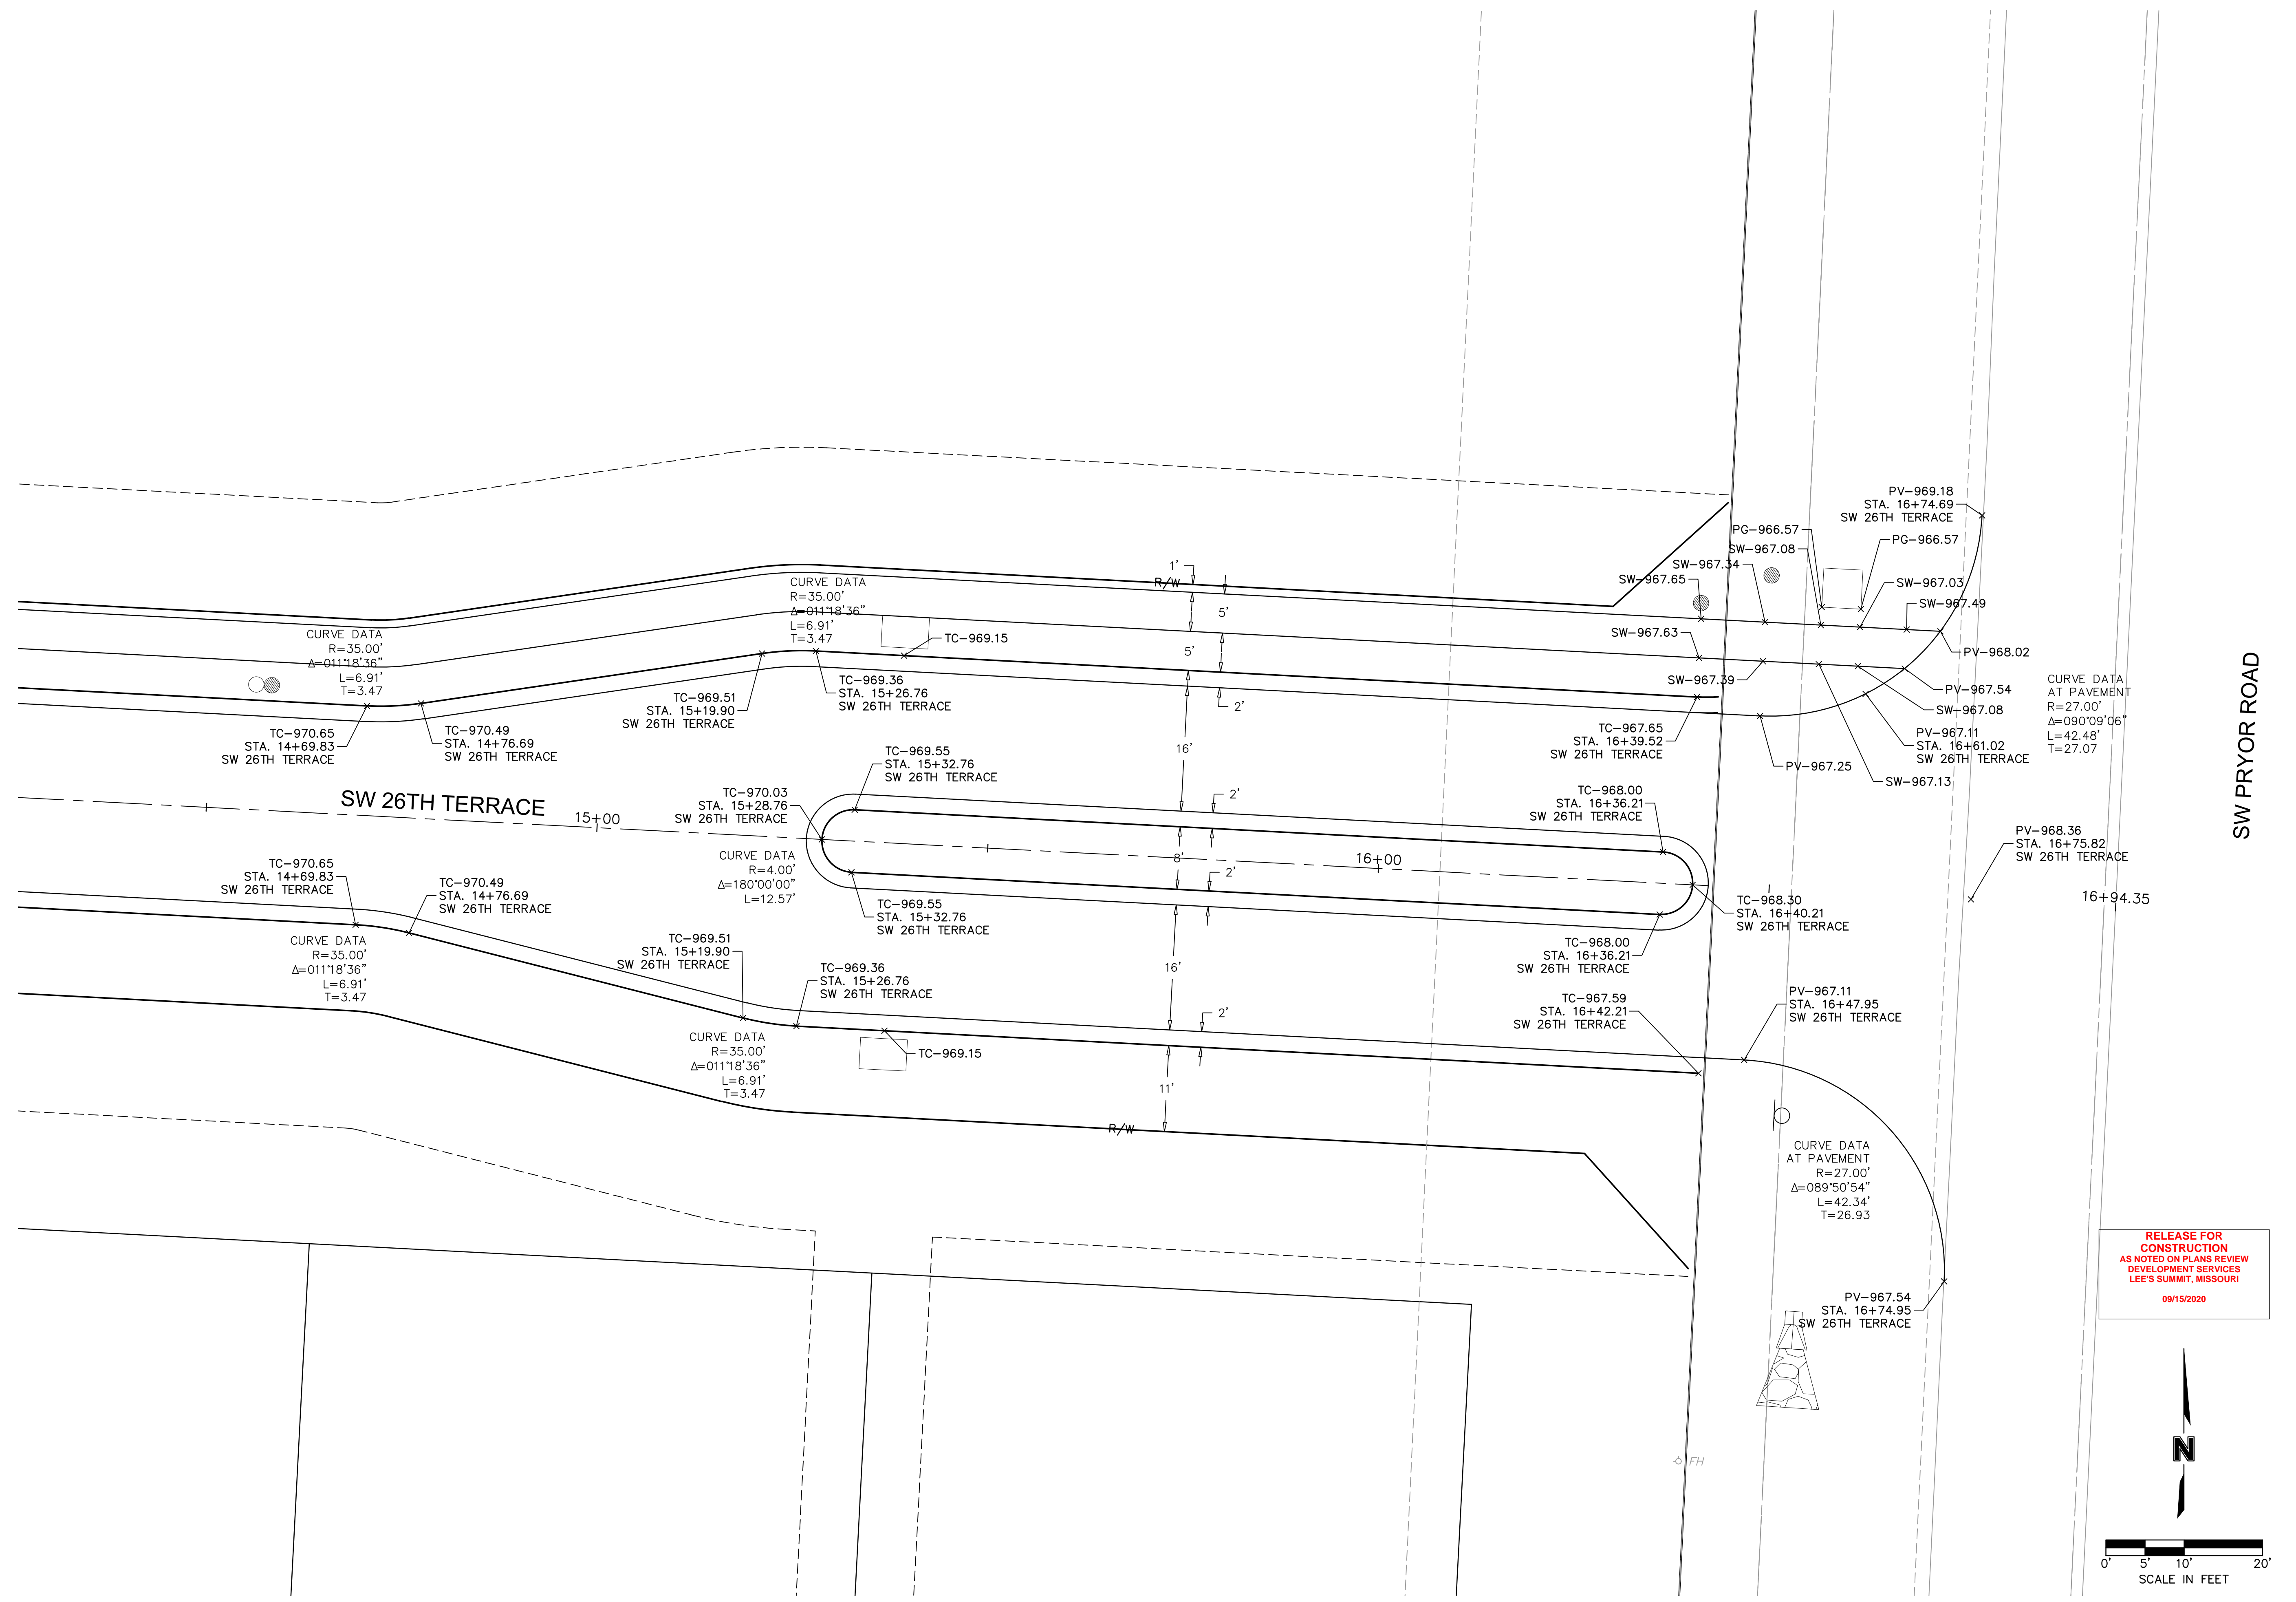 PV-969.18
STA. 16+74.69
SW 26TH TERRACE
PG-966.57
PG-966.57
SW-967.08
SW-967.34
SW-967.65
SW-967.03
SW-967.49
1'
R/W
5'
5'
2'
16'
CURVE DATA
R=35.00'
Δ=011°18'36"
L=6.91'
T=3.47
TC-969.15
CURVE DATA
R=35.00'
Δ=011°18'36"
L=6.91'
T=3.47
SW-967.63
SW-967.39
PV-968.02
PV-967.54
SW-967.08
CURVE DATA
AT PAVEMENT
R=27.00'
Δ=090°09'06"
L=42.48'
T=27.07
SW PRYOR ROAD
TC-969.51
STA. 15+19.90
SW 26TH TERRACE
TC-969.36
STA. 15+26.76
SW 26TH TERRACE
TC-970.65
STA. 14+69.83
SW 26TH TERRACE
TC-970.49
STA. 14+76.69
SW 26TH TERRACE
TC-967.65
STA. 16+39.52
SW 26TH TERRACE
PV-967.11
STA. 16+61.02
SW 26TH TERRACE
PV-967.25
SW-967.13
TC-969.55
STA. 15+32.76
SW 26TH TERRACE
TC-970.03
STA. 15+28.76
SW 26TH TERRACE
2'
TC-968.00
STA. 16+36.21
SW 26TH TERRACE
SW 26TH TERRACE
15+00
16+00
8'
2'
PV-968.36
STA. 16+75.82
SW 26TH TERRACE
16+94.35
CURVE DATA
R=4.00'
Δ=180°00'00"
L=12.57'
TC-970.65
STA. 14+69.83
SW 26TH TERRACE
TC-970.49
STA. 14+76.69
SW 26TH TERRACE
TC-969.55
STA. 15+32.76
SW 26TH TERRACE
TC-968.30
STA. 16+40.21
SW 26TH TERRACE
TC-968.00
STA. 16+36.21
SW 26TH TERRACE
CURVE DATA
R=35.00'
Δ=011°18'36"
L=6.91'
T=3.47
TC-969.51
STA. 15+19.90
SW 26TH TERRACE
TC-969.36
STA. 15+26.76
SW 26TH TERRACE
16'
2'
TC-967.59
STA. 16+42.21
SW 26TH TERRACE
PV-967.11
STA. 16+47.95
SW 26TH TERRACE
CURVE DATA
R=35.00'
Δ=011°18'36"
L=6.91'
T=3.47
TC-969.15
11'
R/W
CURVE DATA
AT PAVEMENT
R=27.00'
Δ=089°50'54"
L=42.34'
T=26.93
PV-967.54
STA. 16+74.95
SW 26TH TERRACE
RELEASE FOR
CONSTRUCTION
AS NOTED ON PLANS REVIEW
DEVELOPMENT SERVICES
LEE'S SUMMIT, MISSOURI
09/15/2020
FH
N
0' 5' 10' 20'
SCALE IN FEET